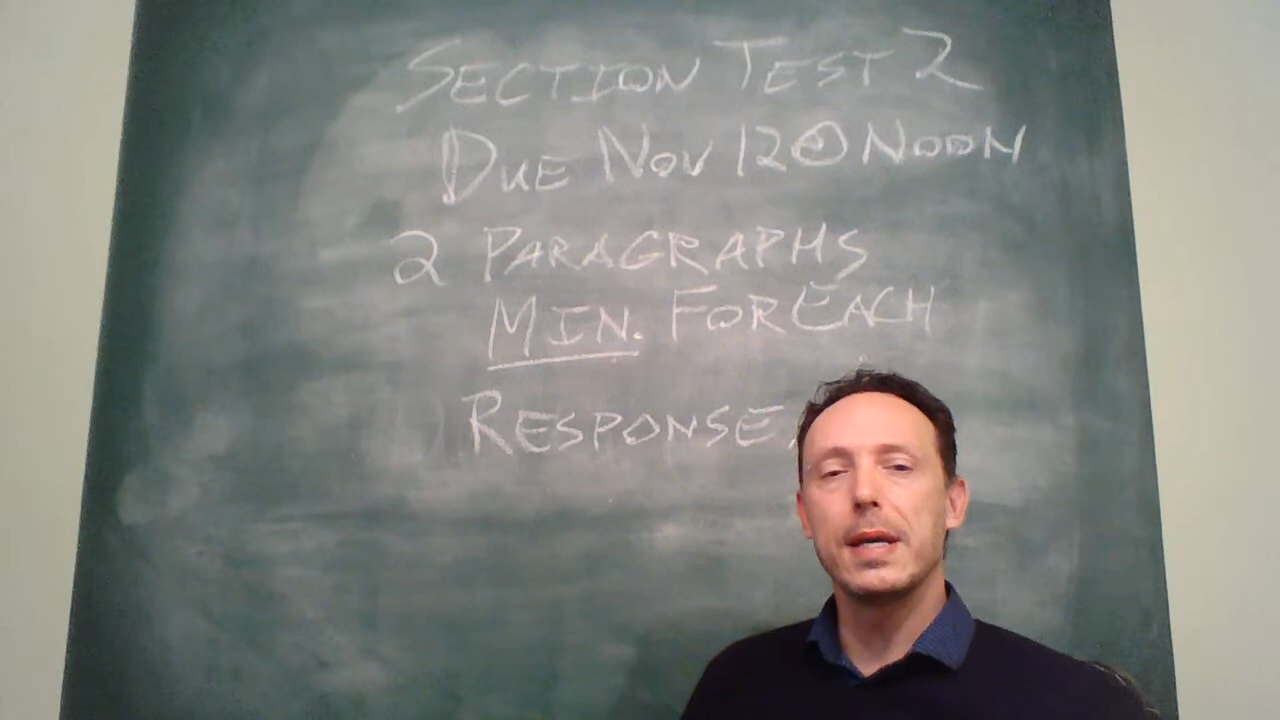 SECTION TEST 2
DUE NOV 12 @ NOON
2 PARAGRAPHS
MIN. FOR EACH
RESPONSE.